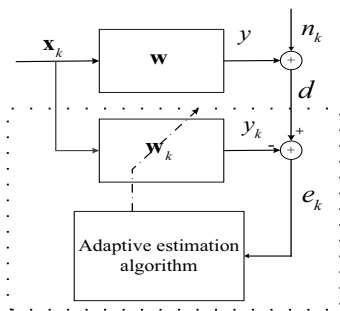 x_k
w
y
n_k
+
d
+
w_k
y_k
-
+
e_k
Adaptive estimation
algorithm